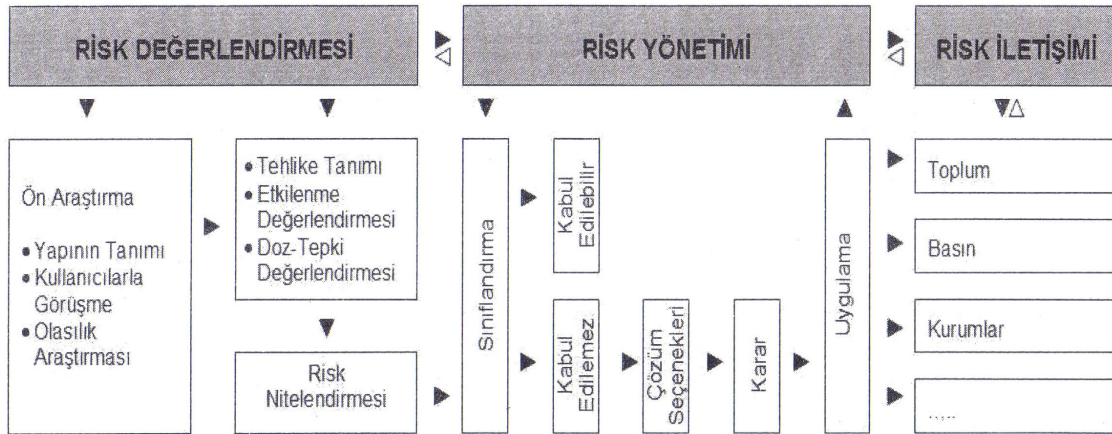 RİSK DEĞERLENDİRMESİ
RİSK YÖNETİMİ
RİSK İLETİŞİMİ
Ön Araştırma
• Yapının Tanımı
• Kullanıcılarla
Görüşme
• Olasılık
Araştırması
• Tehlike Tanımı
• Etkilenme
Değerlendirmesi
• Doz-Tepki
Değerlendirmesi
Risk
Nitelendirmesi
Sınıflandırma
Kabul
Edilebilir
Kabul
Edilemez
Çözüm
Seçenekleri
Karar
Uygulama
Toplum
Basın
Kurumlar
.....